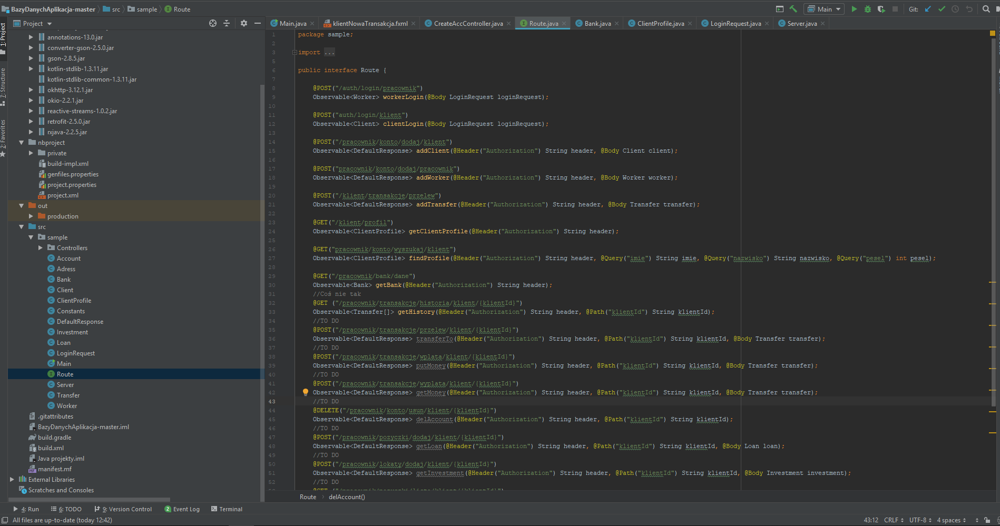 BazyDanychAplikacja-master src sample Route
Main
Git:
1: Project
7: Structure
2: Favorites
Project
annotations-13.0.jar
converter-gson-2.5.0.jar
gson-2.8.5.jar
kotlin-stdlib-1.3.11.jar
kotlin-stdlib-common-1.3.11.jar
okhttp-3.12.1.jar
okio-2.2.1.jar
reactive-streams-1.0.2.jar
retrofit-2.5.0.jar
rxjava-2.2.5.jar
nbproject
private
build-impl.xml
genfiles.properties
project.properties
project.xml
out
production
src
sample
Controllers
Account
Adress
Bank
Client
ClientProfile
Constants
DefaultResponse
Investment
Loan
LoginRequest
Main
Route
Server
Transfer
Worker
.gitattributes
BazyDanychAplikacja-master.iml
build.gradle
build.xml
Java projekty.iml
manifest.mf
External Libraries
Scratches and Consoles
Main.java klientNowaTransakcja.fxml CreateAccController.java Route.java Bank.java ClientProfile.java LoginRequest.java Server.java
1 package sample;
2
3 import ...
5
6 public interface Route {
7
8 @POST("/auth/login/pracownik")
9 Observable<Worker> workerLogin(@Body LoginRequest loginRequest);
10
11 @POST("auth/login/klient")
12 Observable<Client> clientLogin(@Body LoginRequest loginRequest);
13
14 @POST("/pracownik/konto/dodaj/klient")
15 Observable<DefaultResponse> addClient(@Header("Authorization") String header, @Body Client client);
16
17 @POST("pracownik/konto/dodaj/pracownik")
18 Observable<DefaultResponse> addWorker(@Header("Authorization") String header, @Body Worker worker);
19
20 @POST("/klient/transakcje/przelew")
21 Observable<DefaultResponse> addTransfer(@Header("Authorization") String header, @Body Transfer transfer);
22
23 @GET("/klient/profil")
24 Observable<ClientProfile> getClientProfile(@Header("Authorization") String header);
25
26 @GET("pracownik/konto/wyszukaj/klient")
27 Observable<ClientProfile> findProfile(@Header("Authorization") String header, @Query("imie") String imie, @Query("nazwisko") String nazwisko, @Query("pesel") int pesel);
28
29 @GET("/pracownik/bank/dane")
30 Observable<Bank> getBank(@Header("Authorization") String header);
31 //Coś nie tak
32 @GET ("/pracownik/transakcje/historia/klient/{klientId}")
33 Observable<Transfer[]> getHistory(@Header("Authorization") String header, @Path("klientId") String klientId);
34 //TO DO
35 @POST("/pracownik/transakcje/przelew/klient/{klientId}")
36 Observable<DefaultResponse> transferTo(@Header("Authorization") String header, @Path("klientId") String klientId, @Body Transfer transfer);
37 //TO DO
38 @POST("/pracownik/transakcje/wplata/klient/{klientId}")
39 Observable<DefaultResponse> putMoney(@Header("Authorization") String header, @Path("klientId") String klientId, @Body Transfer transfer);
40 //TO DO
41 @POST("/pracownik/transakcje/wyplata/klient/{klientId}")
42 Observable<DefaultResponse> getMoney(@Header("Authorization") String header, @Path("klientId") String klientId, @Body Transfer transfer);
43 //TO DO
44 @DELETE("/pracownik/konto/usun/klient/{klientId}")
45 Observable<DefaultResponse> delAccount(@Header("Authorization") String header, @Path("klientId") String klientId);
46 //TO DO
47 @POST("/pracownik/pozyczki/dodaj/klient/{klientId}")
48 Observable<DefaultResponse> getLoan(@Header("Authorization") String header, @Path("klientId") String klientId, @Body Loan loan);
49 //TO DO
50 @POST("/pracownik/lokaty/dodaj/klient/{klientId}")
51 Observable<DefaultResponse> getInvestment(@Header("Authorization") String header, @Path("klientId") String klientId, @Body Investment investment);
52 //TO DO
Route delAccount()
4: Run 6: TODO 9: Version Control 2 Event Log Terminal
All files are up-to-date (today 12:42)
43:12 CRLF UTF-8 4 spaces